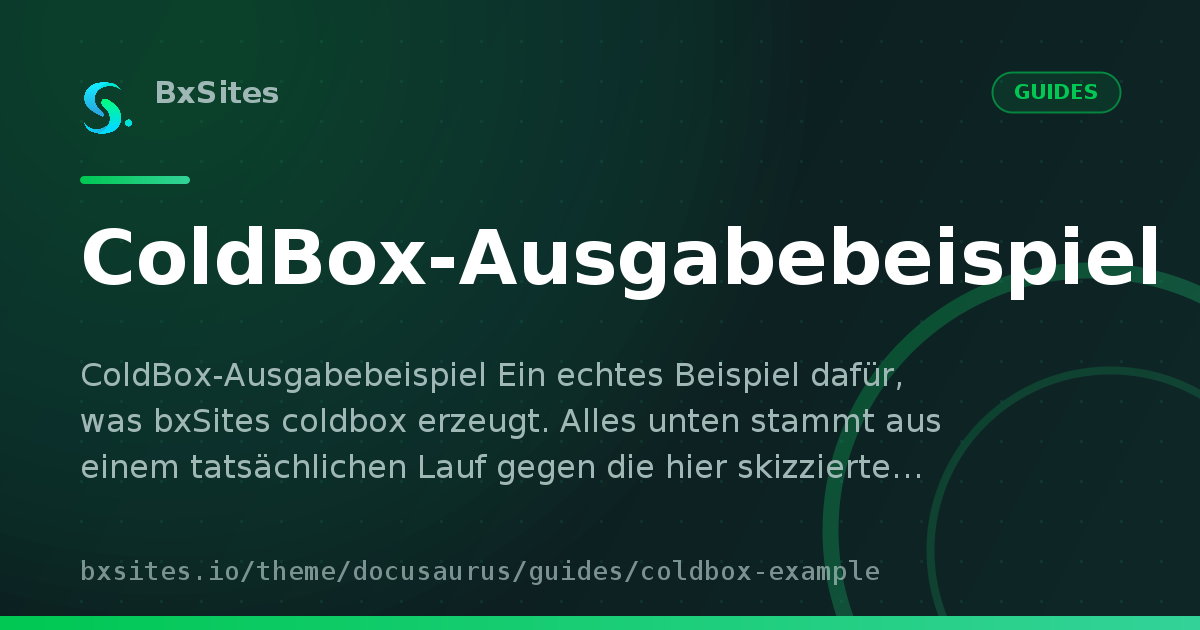 BxSites
GUIDES
ColdBox-Ausgabebeispiel
ColdBox-Ausgabebeispiel Ein echtes Beispiel dafür,
was bxSites coldbox erzeugt. Alles unten stammt aus
einem tatsächlichen Lauf gegen die hier skizzierte…
bxsites.io/theme/docusaurus/guides/coldbox-example